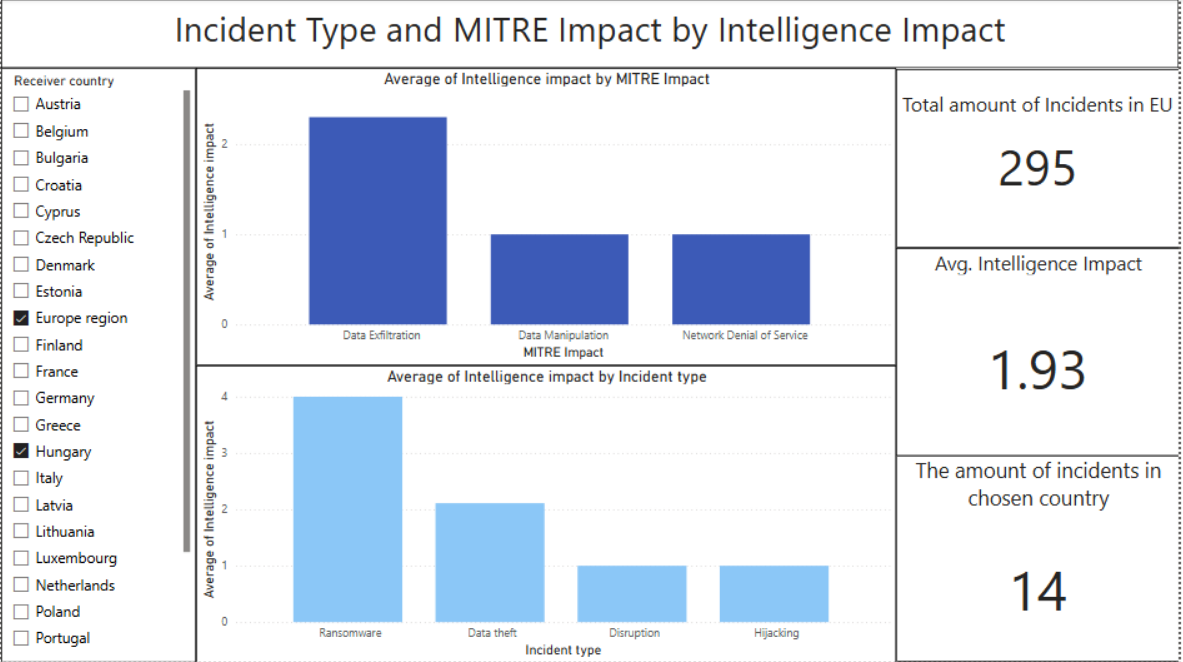 Incident Type and MITRE Impact by Intelligence Impact
Receiver country
Austria
Belgium
Bulgaria
Croatia
Cyprus
Czech Republic
Denmark
Estonia
Europe region
Finland
France
Germany
Greece
Hungary
Italy
Latvia
Lithuania
Luxembourg
Netherlands
Poland
Portugal
Average of Intelligence impact by MITRE Impact
Average of Intelligence impact
2
1
0
Data Exfiltration
Data Manipulation
Network Denial of Service
MITRE Impact
Average of Intelligence impact by Incident type
Average of Intelligence impact
4
3
2
1
0
Ransomware
Data theft
Disruption
Hijacking
Incident type
Total amount of Incidents in EU
295
Avg. Intelligence Impact
1.93
The amount of incidents in
chosen country
14